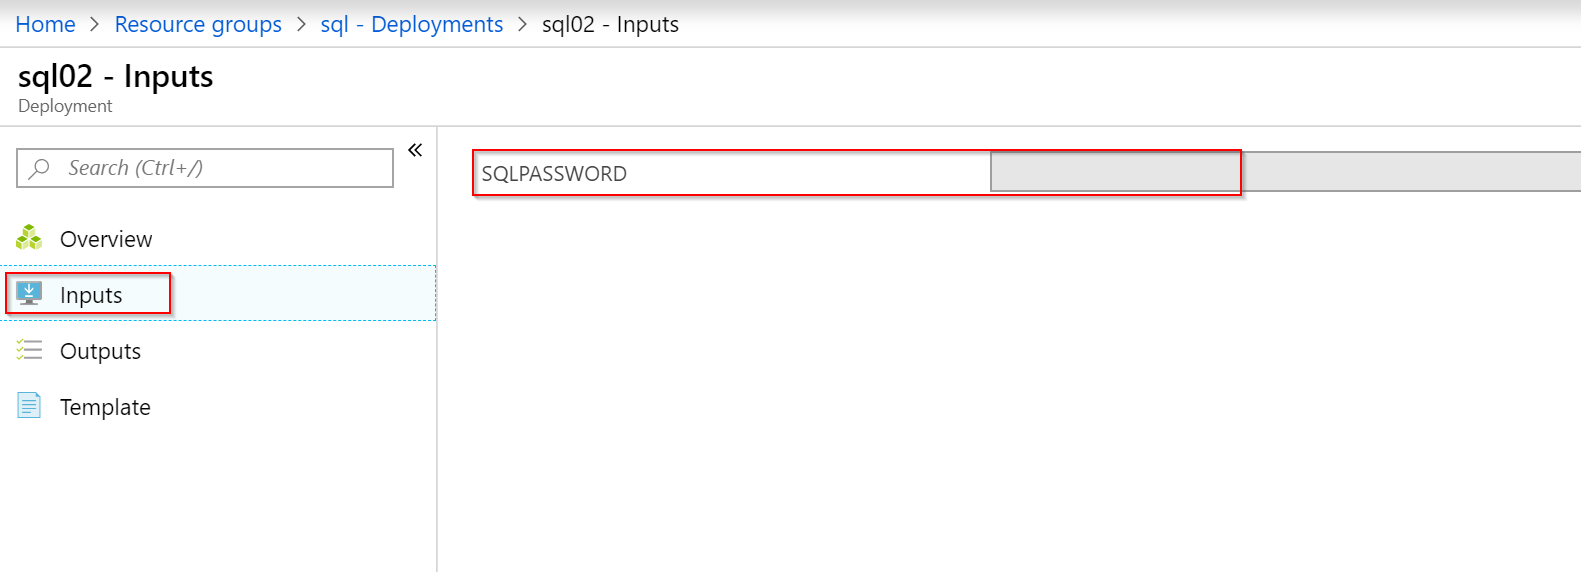 Home > Resource groups > sql - Deployments > sql02 - Inputs
sql02 - Inputs
Deployment
Search (Ctrl+/)
«
SQLPASSWORD
Overview
Inputs
Outputs
Template